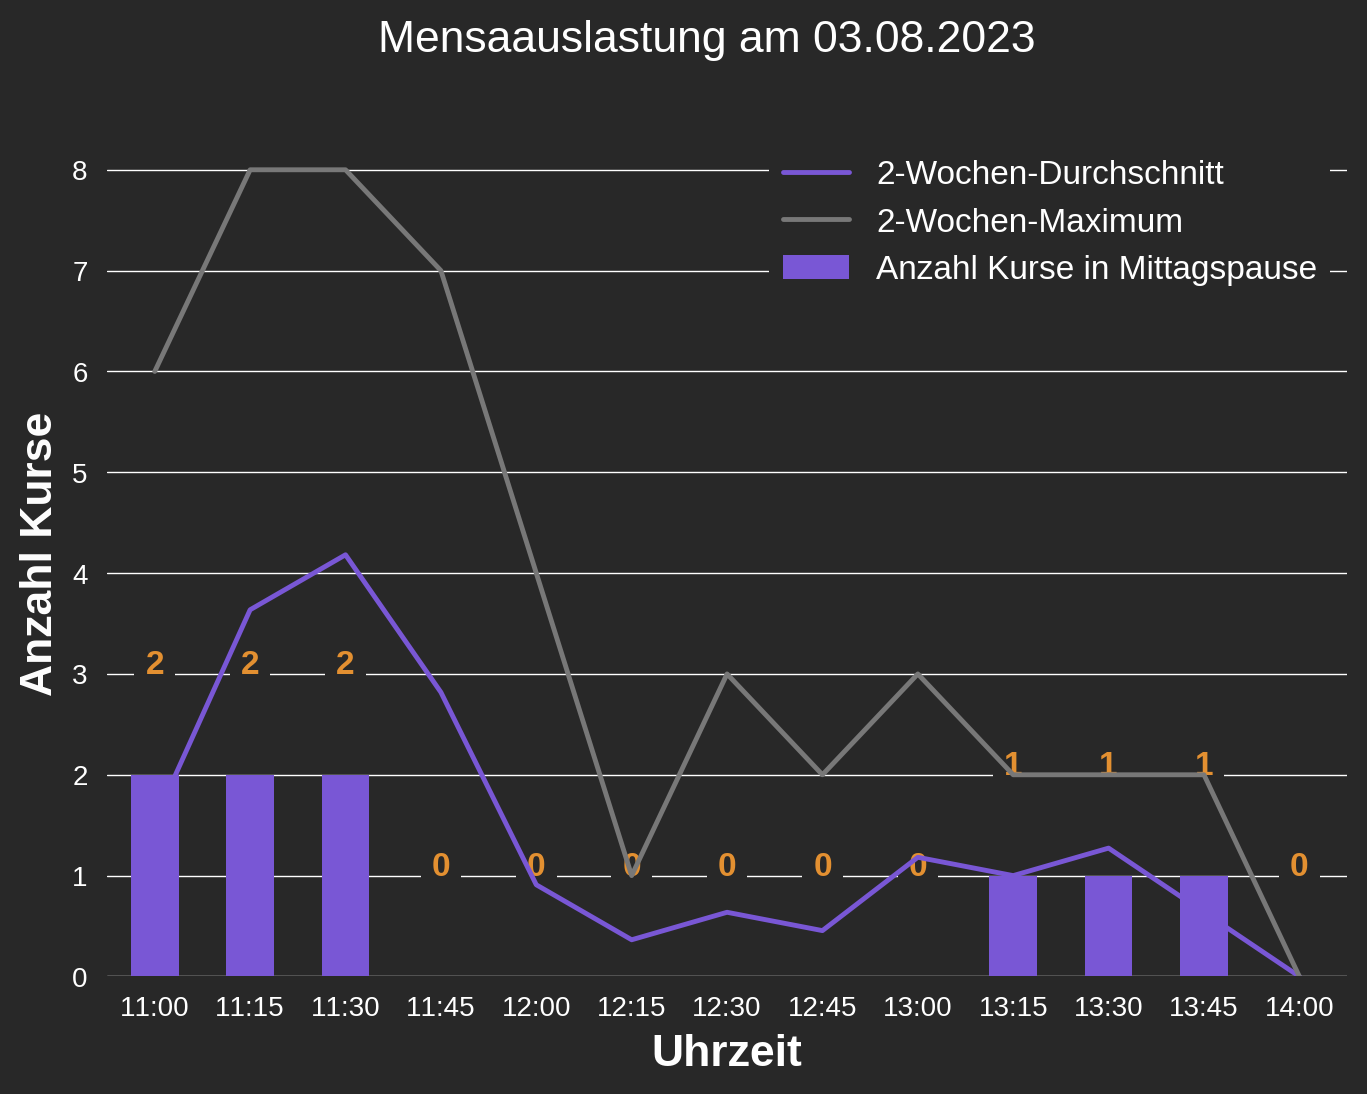 Mensaauslastung am 03.08.2023
2-Wochen-Durchschnitt
2-Wochen-Maximum
Anzahl Kurse in Mittagspause
Anzahl Kurse
8
7
6
5
4
3
2
1
0
2 2 2 0 0 0 0 0 0 1 1 1 0
11:00 11:15 11:30 11:45 12:00 12:15 12:30 12:45 13:00 13:15 13:30 13:45 14:00
Uhrzeit